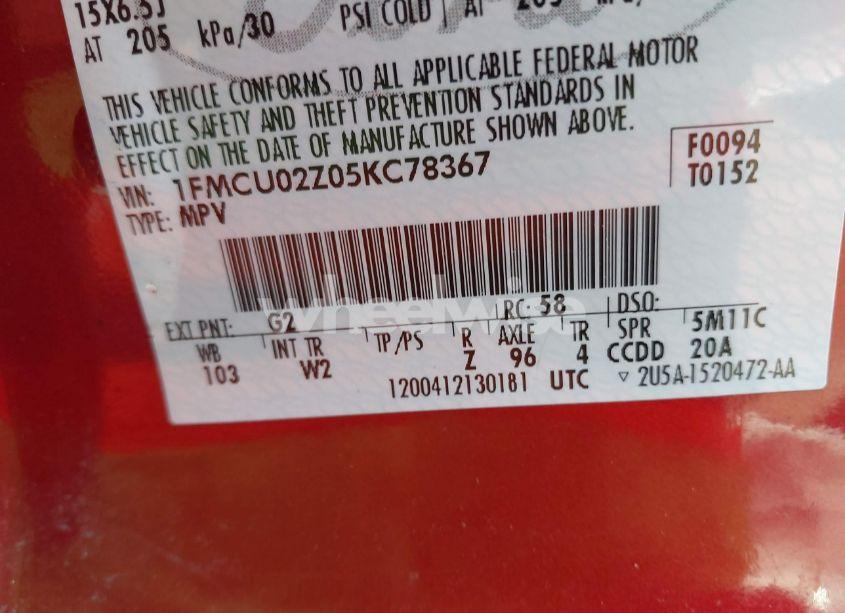 15X6.5J
AT 205 kPa/30 PSI COLD AT 205
THIS VEHICLE CONFORMS TO ALL APPLICABLE FEDERAL MOTOR
VEHICLE SAFETY AND THEFT PREVENTION STANDARDS IN
EFFECT ON THE DATE OF MANUFACTURE SHOWN ABOVE.
VIN: 1FMCU02Z05KC78367
TYPE: MPV
F0094
T0152
wheelwise
EXT PNT: G2 RC: 58 DSO:
WB INT TR TP/PS R AXLE TR SPR 5M11C
103 W2 Z 96 4 CCDD 20A
1200412130181 UTC ▽ 2U5A-1520472-AA